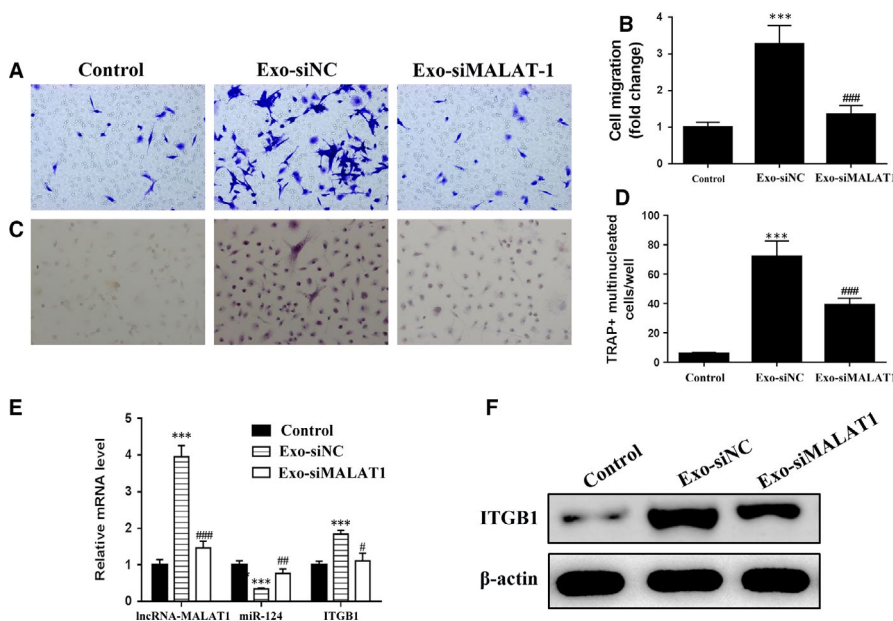 A
Control
Exo-siNC
Exo-siMALAT-1
C
B
Cell migration
(fold change)
4
3
2
1
0
***
###
Control
Exo-siNC
Exo-siMALAT1
D
TRAP+ multinucleated
cells/well
100
80
60
40
20
0
***
###
Control
Exo-siNC
Exo-siMALAT1
E
Relative mRNA level
5
4
3
2
1
0
***
###
***
##
***
#
Control
Exo-siNC
Exo-siMALAT1
lncRNA-MALAT1
miR-124
ITGB1
F
Control
Exo-siNC
Exo-siMALAT1
ITGB1
β-actin